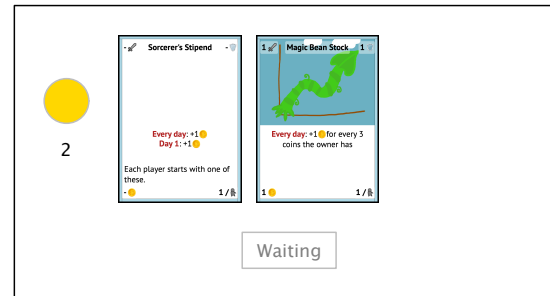 - Sorcerer's Stipend -
1 Magic Bean Stock 1
2
Every day: +1
Day 1: +1
Each player starts with one of
these.
- 1 /
Every day: +1 for every 3
coins the owner has
1 1 /
Waiting